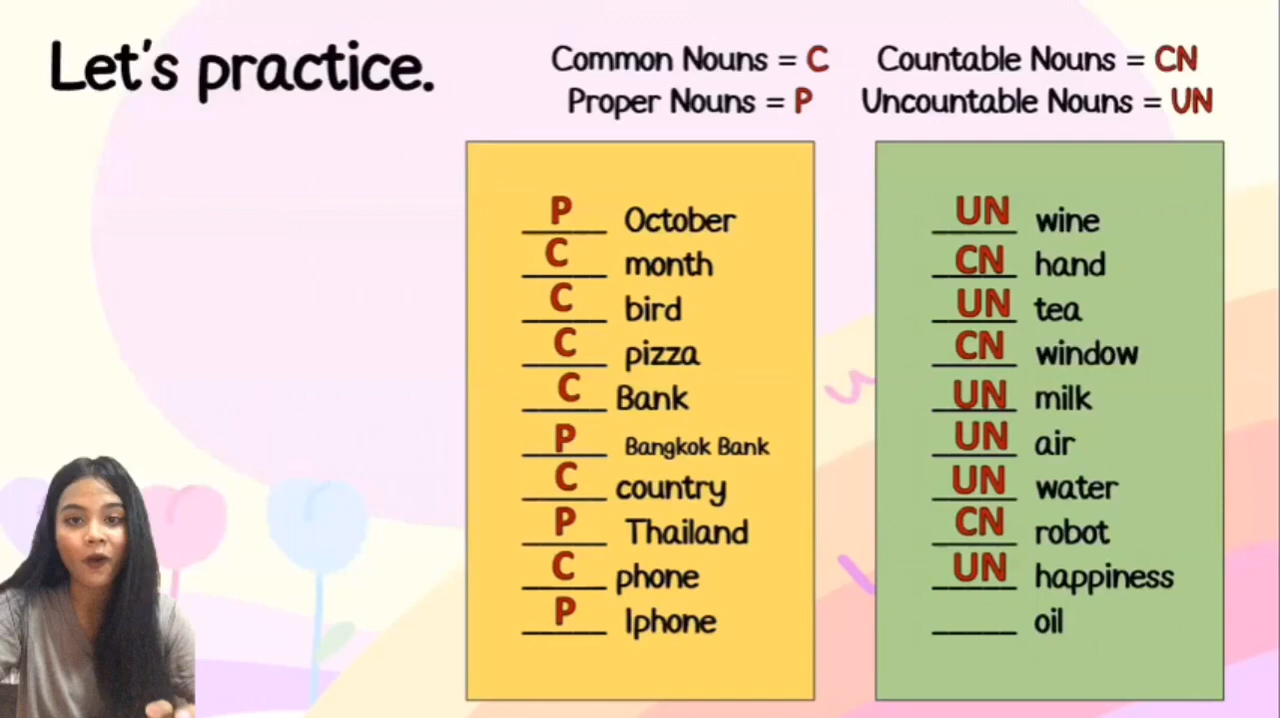 Let's practice.
Common Nouns = C
Proper Nouns = P
Countable Nouns = CN
Uncountable Nouns = UN
P October
C month
C bird
C pizza
C Bank
P Bangkok Bank
C country
P Thailand
C phone
P Iphone
UN wine
CN hand
UN tea
CN window
UN milk
UN air
UN water
CN robot
UN happiness
_____ oil